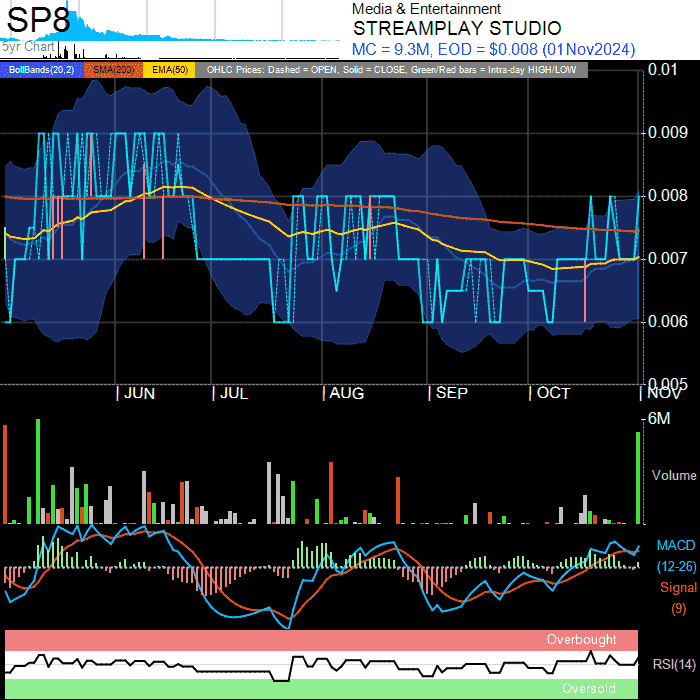 SP8
5yr Chart
Media & Entertainment
STREAMPLAY STUDIO
MC = 9.3M, EOD = $0.008 (01Nov2024)
BollBands(20,2) SMA(200) EMA(50) OHLC Prices: Dashed = OPEN, Solid = CLOSE, Green/Red bars = Intra-day HIGH/LOW
0.01
0.009
0.008
0.007
0.006
0.005
JUN JUL AUG SEP OCT NOV
6M
Volume
MACD
(12-26)
Signal
(9)
Overbought
RSI(14)
Oversold